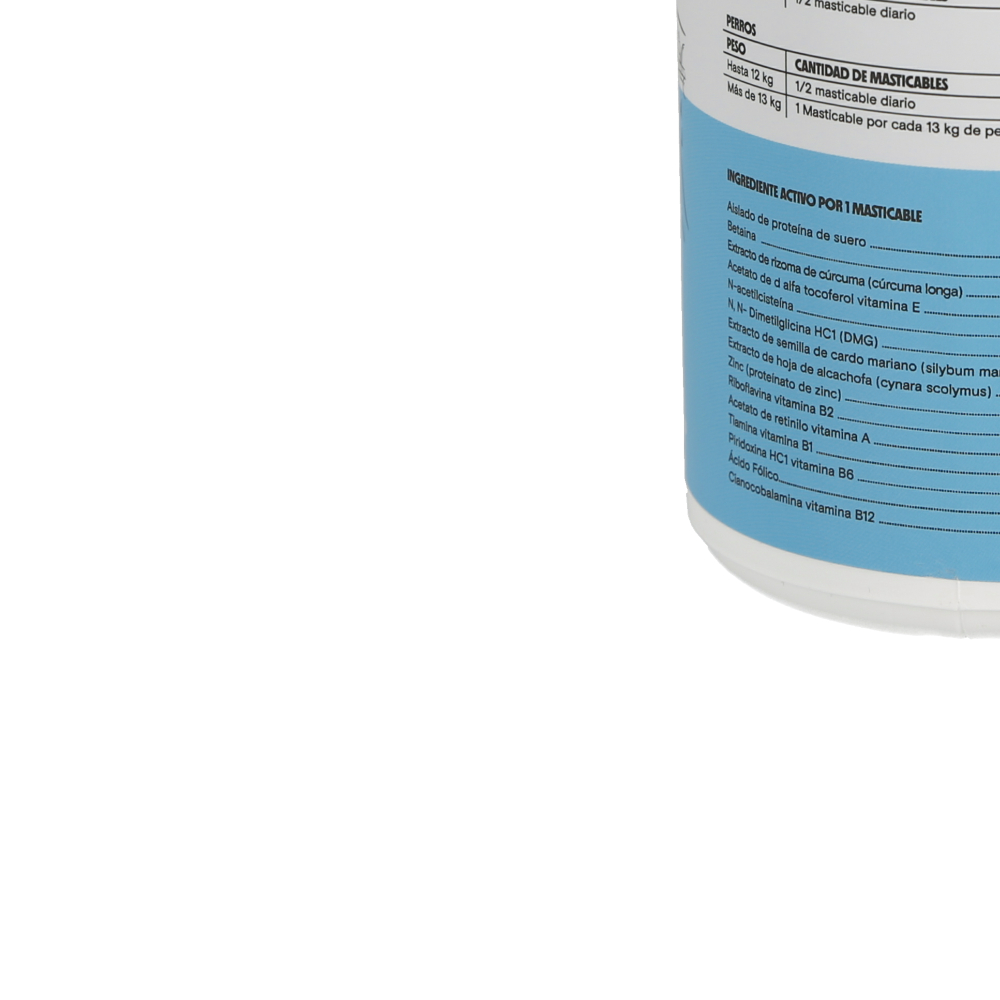 1/2 masticable diario
PERROS
PESO
CANTIDAD DE MASTICABLES
Hasta 12 kg
1/2 masticable diario
Más de 13 kg
1 Masticable por cada 13 kg de pe
INGREDIENTE ACTIVO POR 1 MASTICABLE
Aislado de proteína de suero
Betaina
Extracto de rizoma de cúrcuma (cúrcuma longa)
Acetato de d alfa tocoferol vitamina E
N-acetilcisteína
N, N- Dimetilglicina HC1 (DMG)
Extracto de semilla de cardo mariano (silybum ma
Extracto de hoja de alcachofa (cynara scolymus)
Zinc (proteinato de zinc)
Riboflavina vitamina B2
Acetato de retinilo vitamina A
Tiamina vitamina B1
Piridoxina HC1 vitamina B6
Ácido Fólico
Cianocobalamina vitamina B12